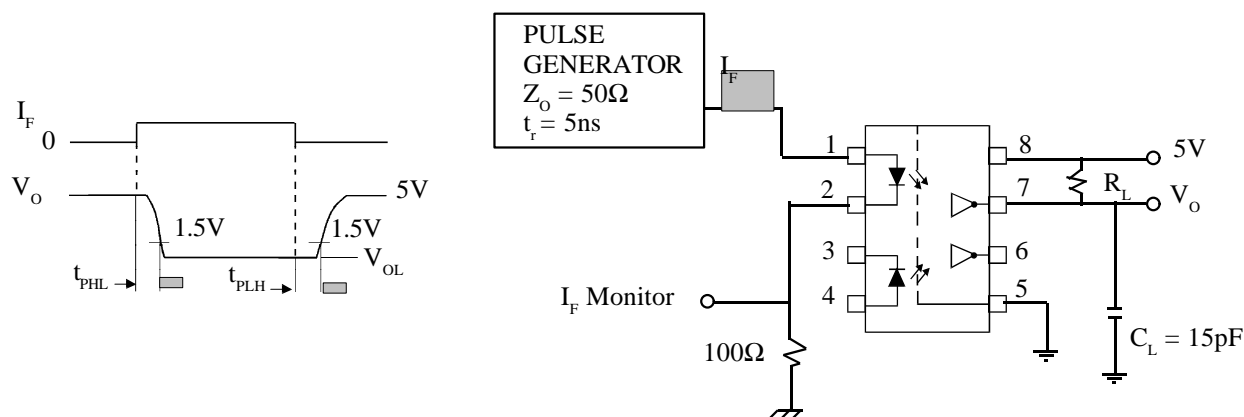 PULSE
GENERATOR
Z_O = 50Ω
t_r = 5ns
I_F
I_F
0
V_O
5V
1.5V
1.5V
V_OL
t_PHL
t_PLH
1
2
3
4
8
7
6
5
5V
R_L
V_O
I_F Monitor
100Ω
C_L = 15pF